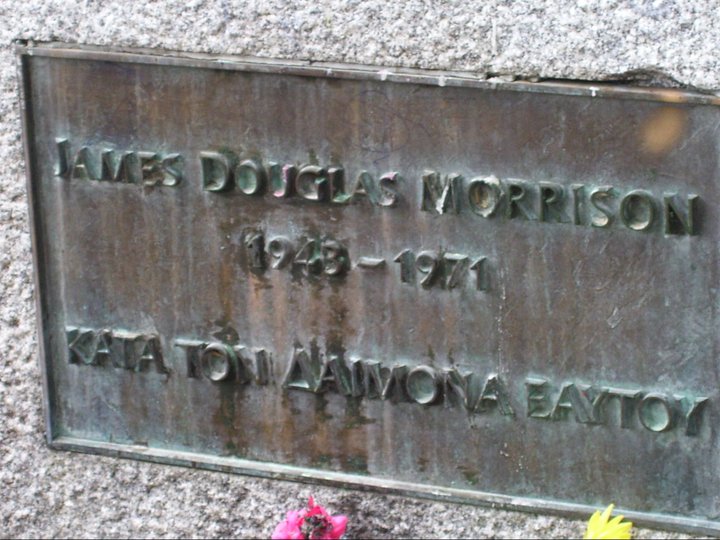 JAMES DOUGLAS MORRISON
1943 – 1971
ΚΑΤΑ ΤΟΝ ΔΑΙΜΟΝΑ ΕΑΥΤΟΥ